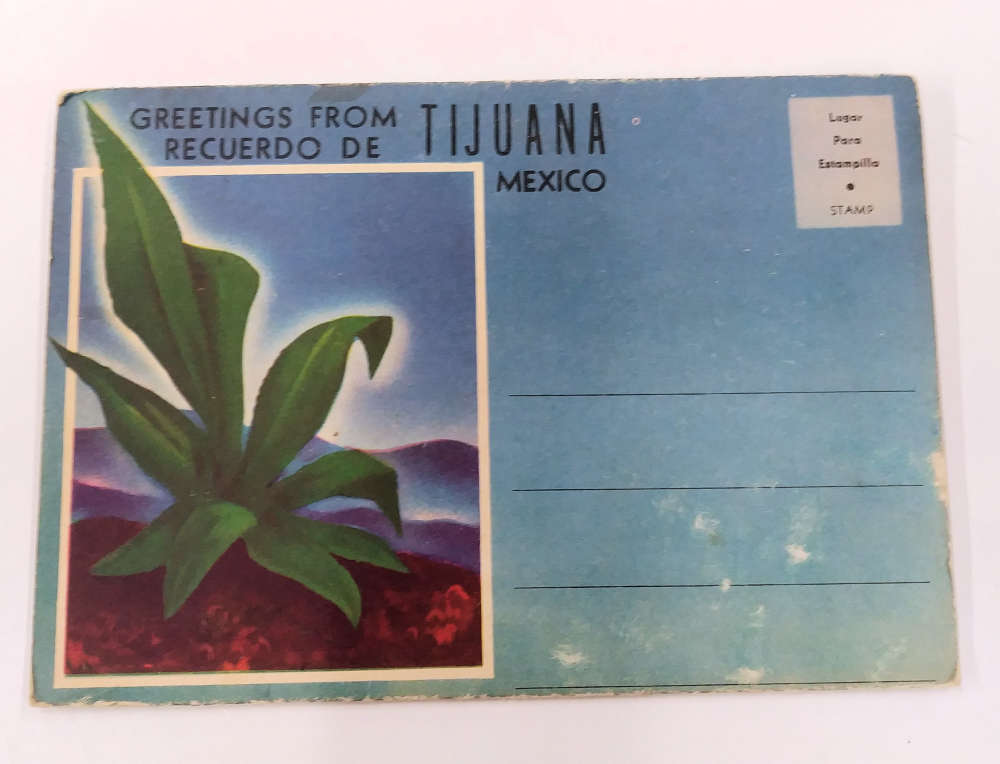 GREETINGS FROM TIJUANA
RECUERDO DE
MEXICO
Lugar
Para
Estampilla
•
STAMP